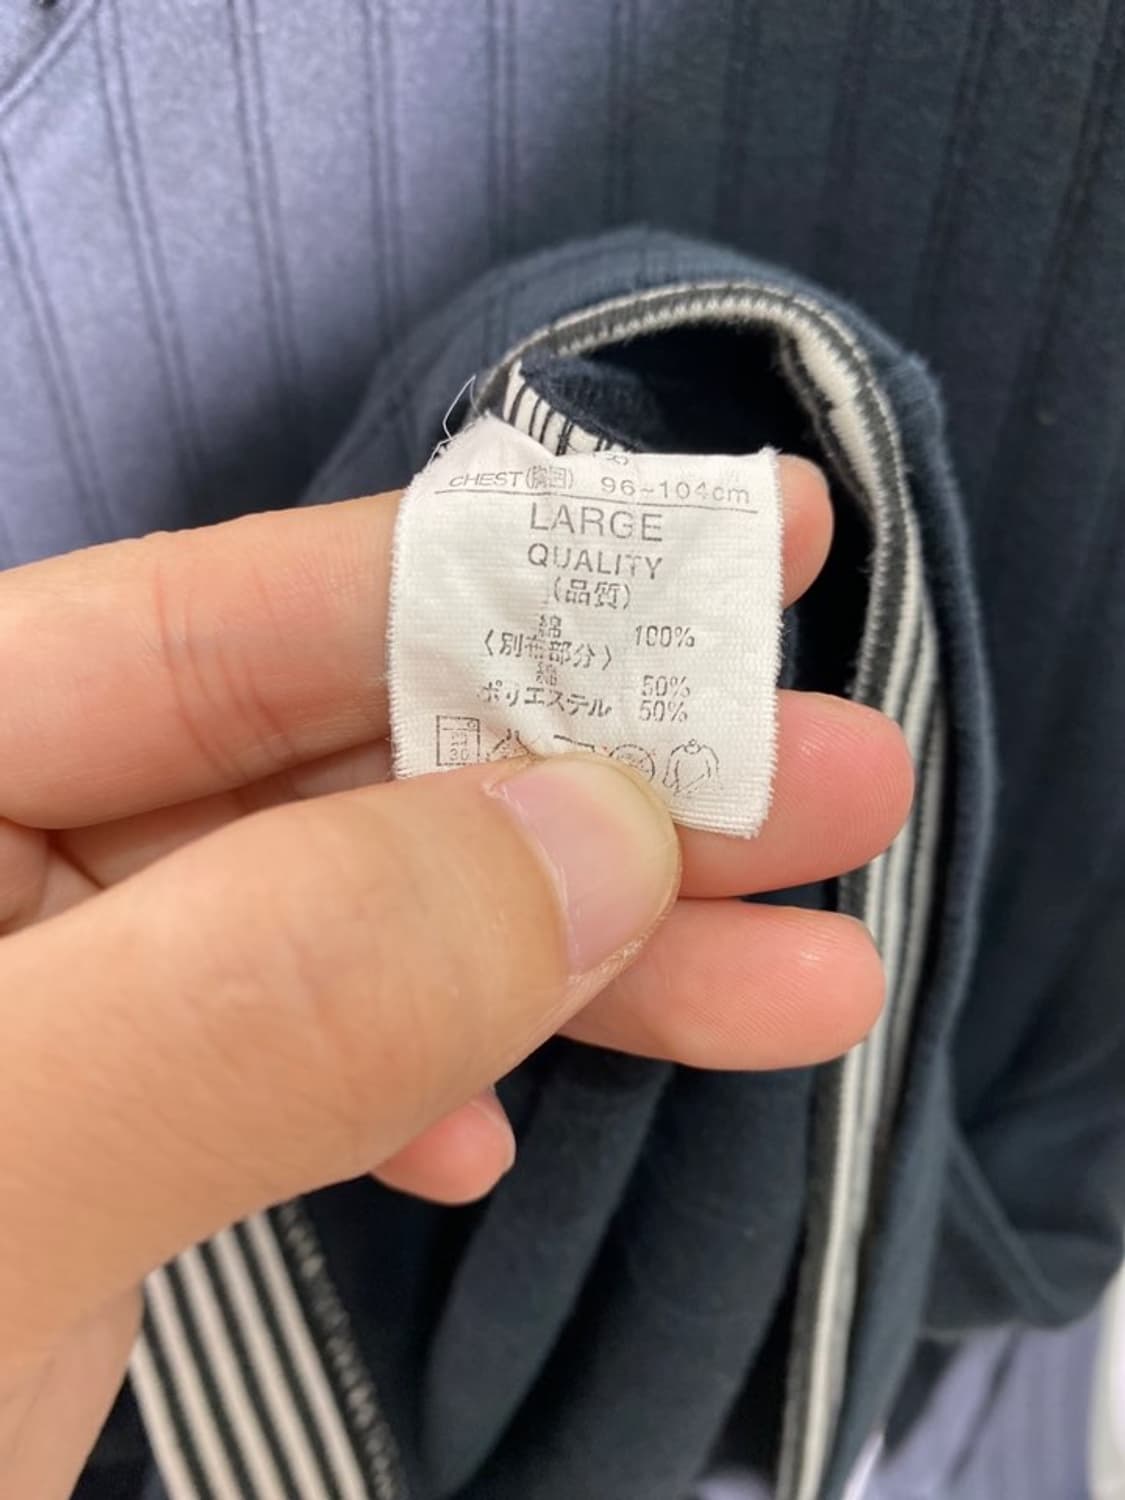 CHEST(胸囲) 96~104cm
LARGE
QUALITY
(品質)
綿 100%
〈別布部分〉
綿 50%
ポリエステル 50%
30